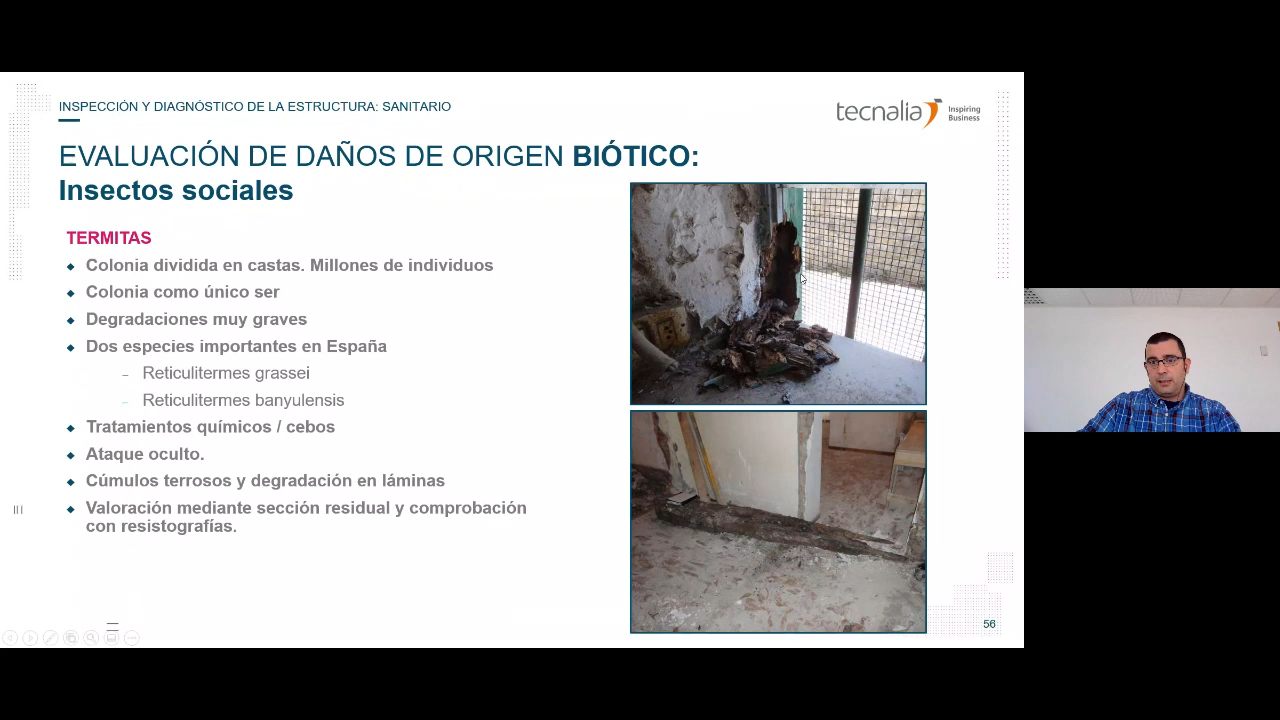 INSPECCIÓN Y DIAGNÓSTICO DE LA ESTRUCTURA: SANITARIO
tecnalia Inspiring
Business
EVALUACIÓN DE DAÑOS DE ORIGEN BIÓTICO:
Insectos sociales
TERMITAS
Colonia dividida en castas. Millones de individuos
Colonia como único ser
Degradaciones muy graves
Dos especies importantes en España
Reticulitermes grassei
Reticulitermes banyulensis
Tratamientos químicos / cebos
Ataque oculto.
Cúmulos terrosos y degradación en láminas
Valoración mediante sección residual y comprobación
con resistografías.
56